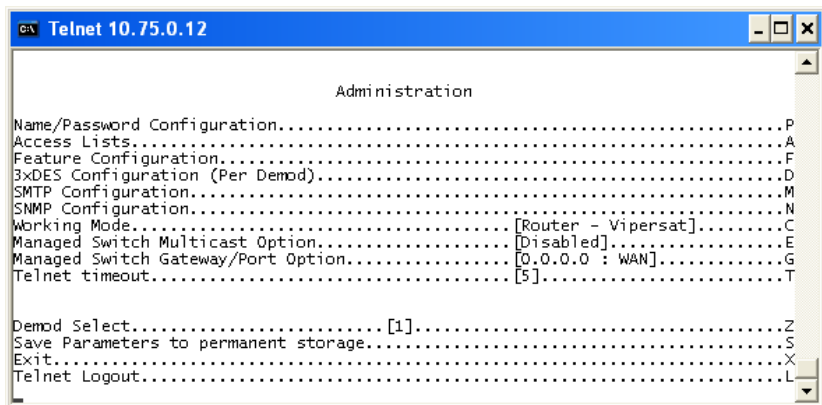 Telnet 10.75.0.12
Administration
Name/Password Configuration...............................................................P
Access Lists..............................................................................A
Feature Configuration.....................................................................F
3xDES Configuration (Per Demod)...........................................................D
SMTP Configuration........................................................................M
SNMP Configuration........................................................................N
Working Mode.......................................[Router - Vipersat].........C
Managed Switch Multicast Option....................[Disabled]..................E
Managed Switch Gateway/Port Option.................[0.0.0.0 : WAN].............G
Telnet timeout.....................................[5].........................T
Demod Select..........................[1]......................................Z
Save Parameters to permanent storage...........................................S
Exit...........................................................................X
Telnet Logout..................................................................L